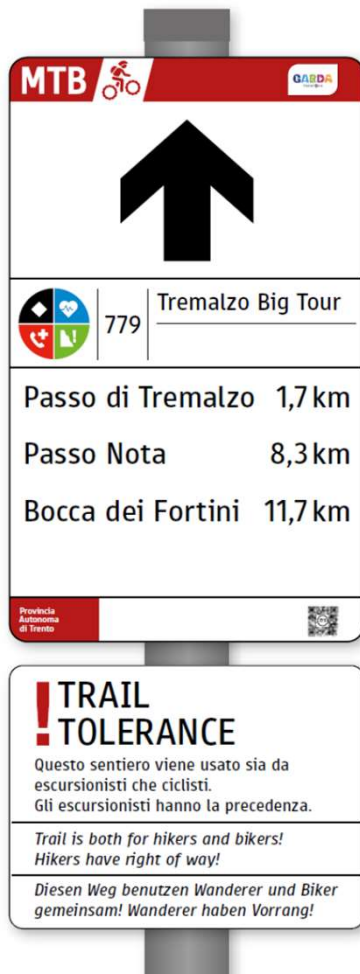 MTB
GARDA
779
Tremalzo Big Tour
Passo di Tremalzo 1,7 km
Passo Nota 8,3 km
Bocca dei Fortini 11,7 km
Provincia
Autonoma
di Trento
! TRAIL
TOLERANCE
Questo sentiero viene usato sia da
escursionisti che ciclisti.
Gli escursionisti hanno la precedenza.
Trail is both for hikers and bikers!
Hikers have right of way!
Diesen Weg benutzen Wanderer und Biker
gemeinsam! Wanderer haben Vorrang!